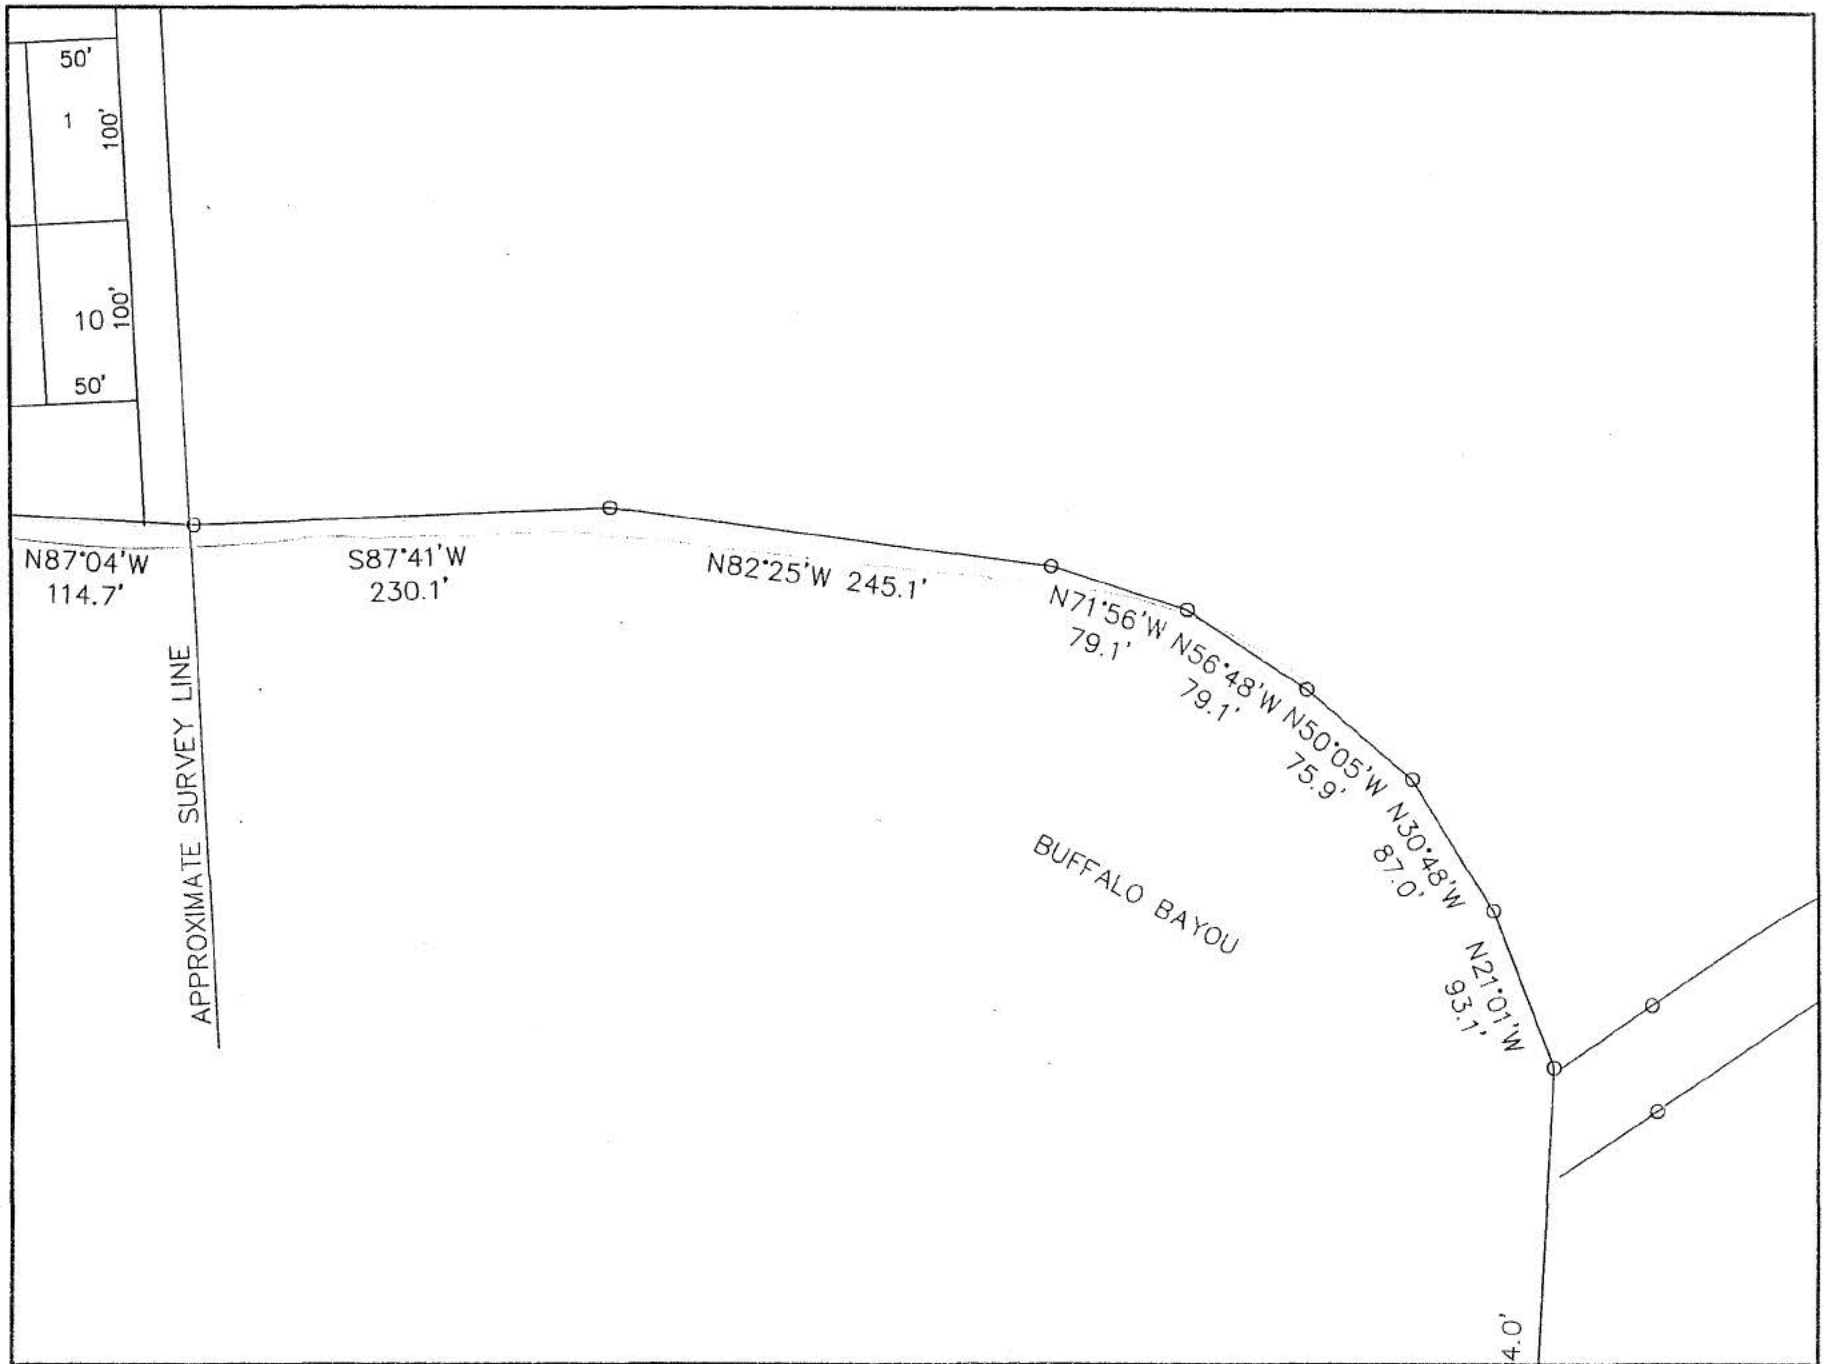 50'
1
100'
10
100'
50'
N87°04'W
114.7'
S87°41'W
230.1'
N82°25'W 245.1'
N71°56'W
79.1'
N56°48'W
79.1'
N50°05'W
75.9'
N30°48'W
87.0'
N21°01'W
93.1'
APPROXIMATE SURVEY LINE
BUFFALO BAYOU
4.0'